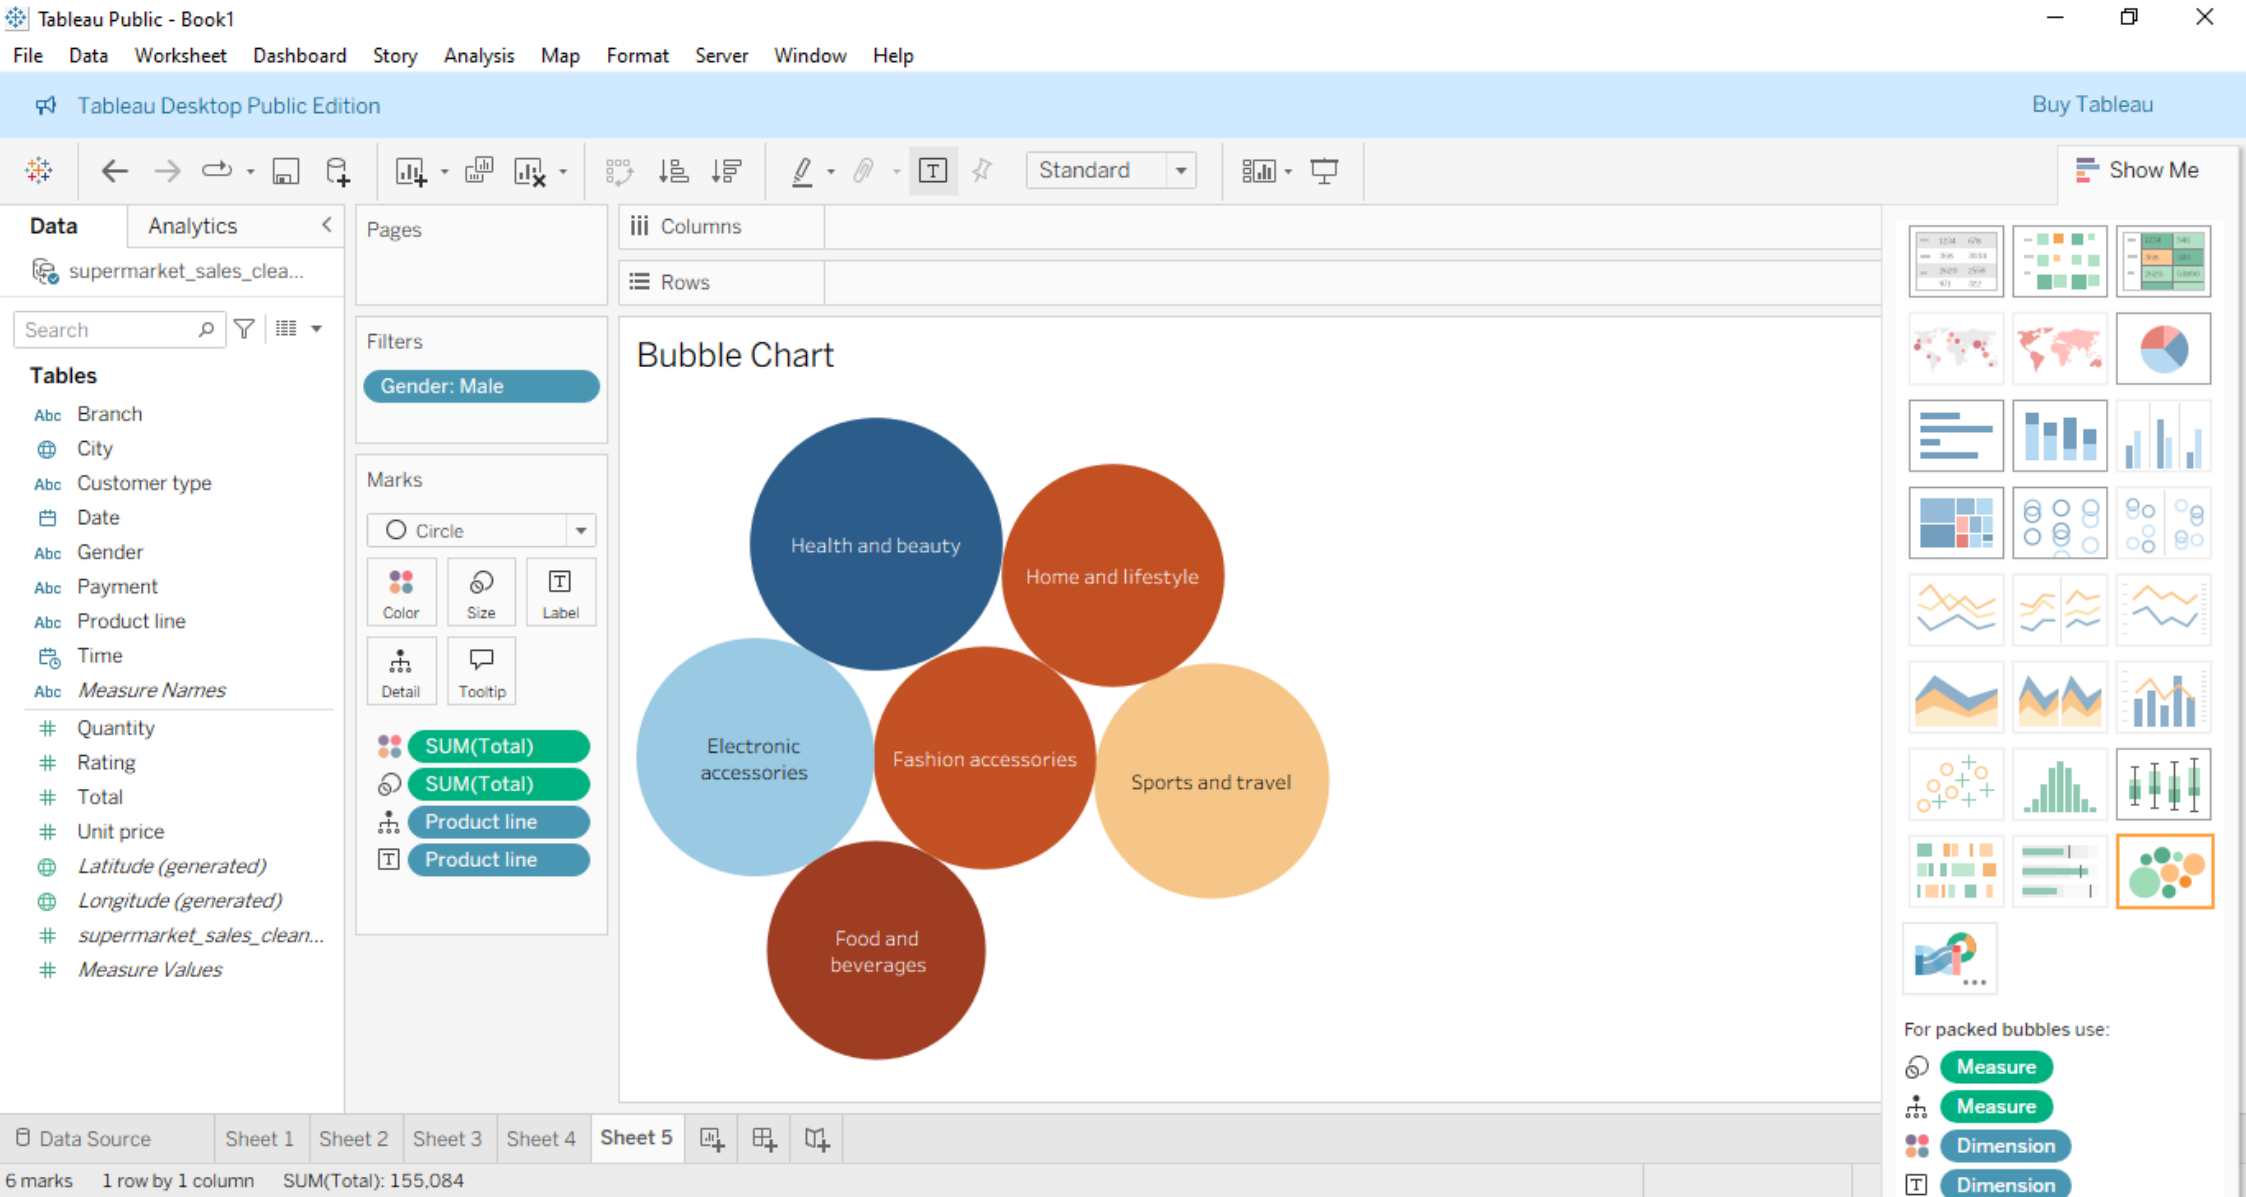 Tableau Public - Book1
File Data Worksheet Dashboard Story Analysis Map Format Server Window Help
Tableau Desktop Public Edition
Buy Tableau
Standard
Show Me
Data
Analytics
supermarket_sales_clea...
Search
Tables
Abc Branch
City
Abc Customer type
Date
Abc Gender
Abc Payment
Abc Product line
Time
Abc Measure Names
Quantity
Rating
Total
Unit price
Latitude (generated)
Longitude (generated)
supermarket_sales_clean...
Measure Values
Pages
Filters
Gender: Male
Marks
Circle
Color
Size
Label
Detail
Tooltip
SUM(Total)
SUM(Total)
Product line
Product line
Columns
Rows
Bubble Chart
Health and beauty
Home and lifestyle
Electronic
accessories
Fashion accessories
Sports and travel
Food and
beverages
For packed bubbles use:
Measure
Measure
Dimension
Dimension
Data Source
Sheet 1
Sheet 2
Sheet 3
Sheet 4
Sheet 5
6 marks 1 row by 1 column SUM(Total): 155,084